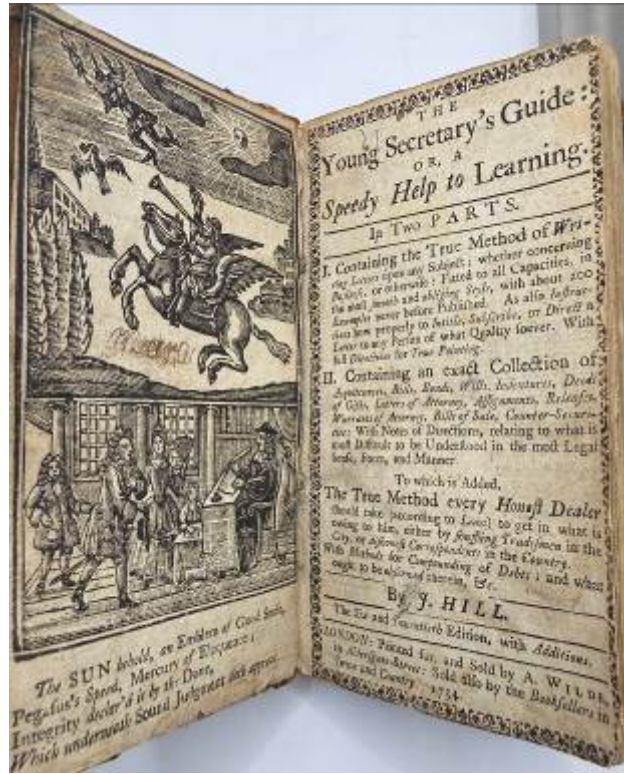 The SUN behold, an Emblem of Good Sense,
Pegasus's Speed, Mercury of Eloquence;
Integrity declar'd is by the Dove,
Which underneath Sound Judgment doth approve.
THE
Young Secretary's Guide:
OR, A
Speedy Help to Learning.
In Two PARTS.
I. Containing the True Method of Wri-
ting Letters upon any Subject; whether concerning
Business, or otherwise: Fitted to all Capacities, in
the most smooth and obliging Style, with about 200
Examples never before Published. As also Instruc-
tions how properly to Intitle, Subscribe, or Direct a
Letter to any Person of what Quality soever. With
full Directions for True Pointing.
II. Containing an exact Collection of
Acquittances, Bills, Bonds, Wills, Indentures, Deeds
of Gift, Letters of Attorney, Assignments, Releases,
Warrants of Attorney, Bills of Sale, Counter-Securi-
ties: With Notes of Directions, relating to what is
most Difficult to be Understood in the most Legal
Sense, Form, and Manner
To which is Added,
The True Method every Honest Dealer
should take (according to Law) to get in what is
owing to him, either by shuffling Tradesmen in the
City, or dishonest Correspondents in the Country.
With Methods for Compounding of Debts; and what
ought to be observed therein, &c.
By J. HILL.
The Six and Twentieth Edition, with Additions.
LONDON: Printed for, and Sold by A. WILDE,
in Aldersgate-Street: Sold also by the Booksellers in
Town and Country. 1754.